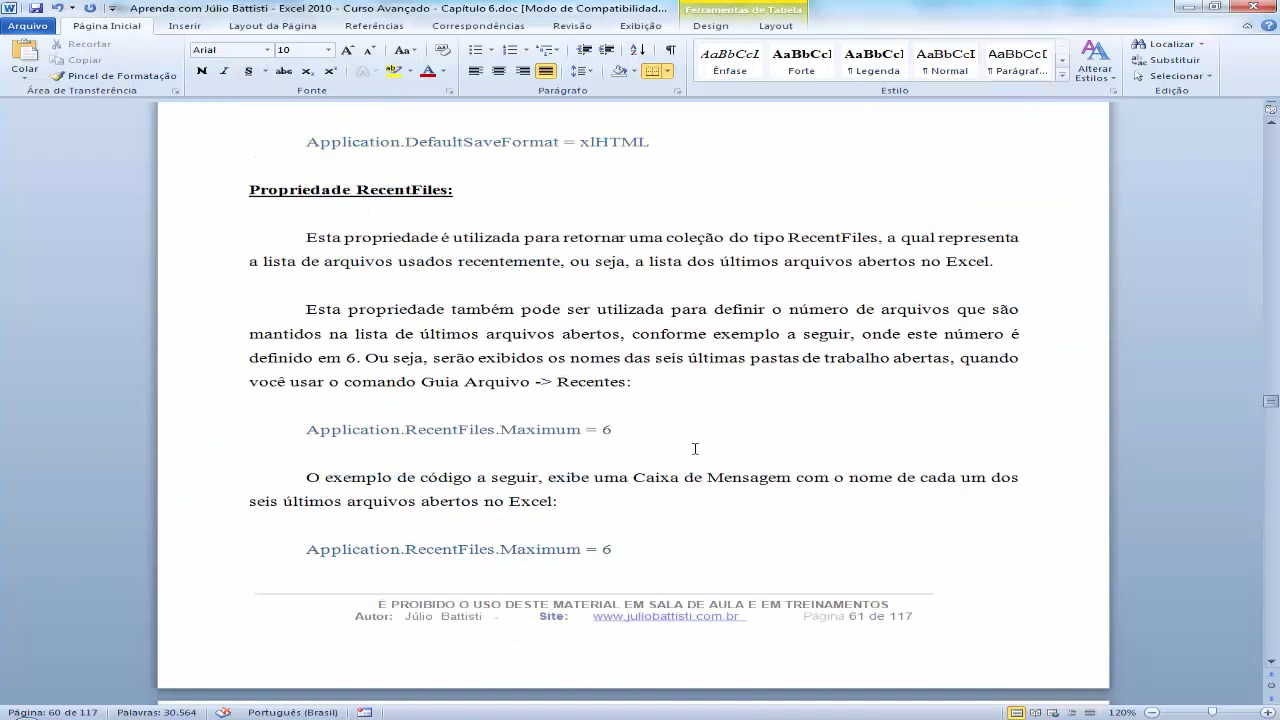 Aprenda com Júlio Battisti - Excel 2010 - Curso Avançado - Capítulo 6.doc [Modo de Compatibilidade...
Ferramentas de Tabela
Arquivo Página Inicial Inserir Layout da Página Referências Revisão Exibição Design Layout
Recortar
Copiar
Pincel de Formatação
Colar
Arial 10
N I S abc x₂ x² A
AaBbCcI AaBbCcI AaBbCcI AaBbCcI AaBbCcI
Ênfase Forte ¶ Legenda ¶ Normal ¶ Parágraf...
Alterar
Estilos
Localizar
Substituir
Selecionar
Área de Transferência Fonte Parágrafo Estilo Edição
Application.DefaultSaveFormat = xlHTML
Propriedade RecentFiles:
Esta propriedade é utilizada para retornar uma coleção do tipo RecentFiles, a qual representa
a lista de arquivos usados recentemente, ou seja, a lista dos últimos arquivos abertos no Excel.
Esta propriedade também pode ser utilizada para definir o número de arquivos que são
mantidos na lista de últimos arquivos abertos, conforme exemplo a seguir, onde este número é
definido em 6. Ou seja, serão exibidos os nomes das seis últimas pastas de trabalho abertas, quando
você usar o comando Guia Arquivo -> Recentes:
Application.RecentFiles.Maximum = 6
O exemplo de código a seguir, exibe uma Caixa de Mensagem com o nome de cada um dos
seis últimos arquivos abertos no Excel:
Application.RecentFiles.Maximum = 6
É PROIBIDO O USO DESTE MATERIAL EM SALA DE AULA E EM TREINAMENTOS
Autor: Júlio Battisti - Site: www.juliobattisti.com.br Página 61 de 117
Página: 60 de 117 Palavras: 30.564 Português (Brasil) 120%